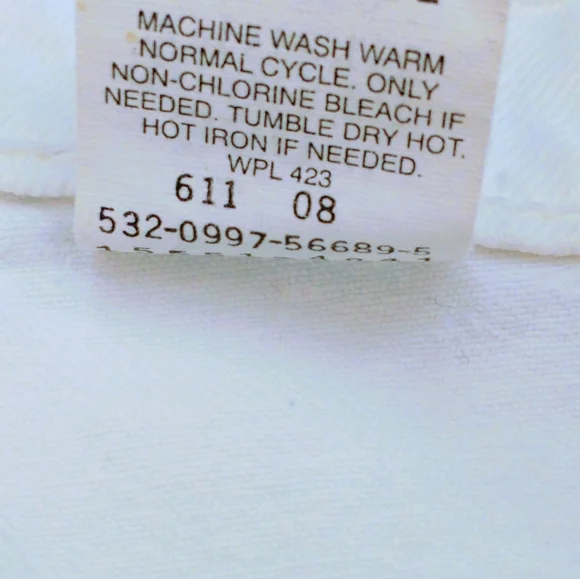 MACHINE WASH WARM
NORMAL CYCLE. ONLY
NON-CHLORINE BLEACH IF
NEEDED. TUMBLE DRY HOT.
HOT IRON IF NEEDED.
WPL 423
611 08
532-0997-56689-5